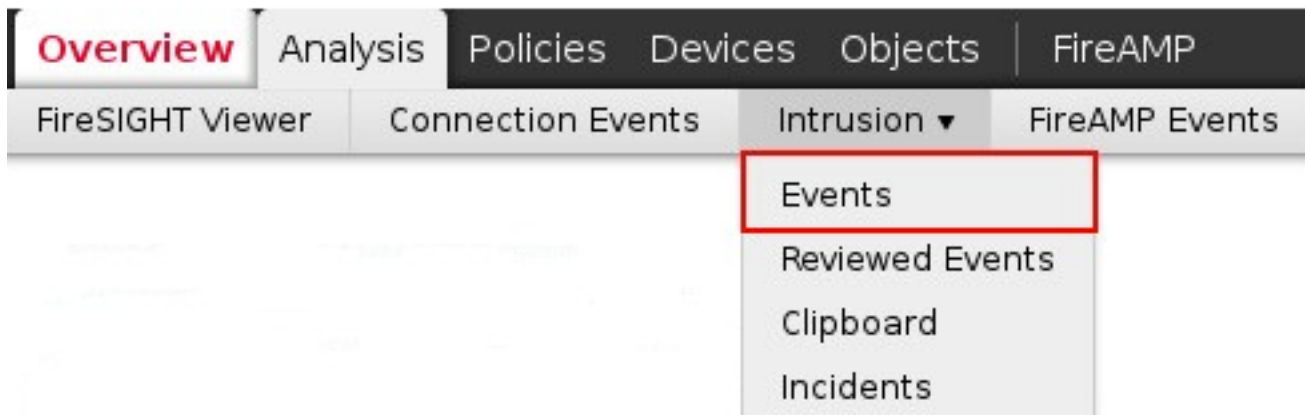 Overview Analysis Policies Devices Objects FireAMP
FireSIGHT Viewer Connection Events Intrusion ▾ FireAMP Events
Events
Reviewed Events
Clipboard
Incidents